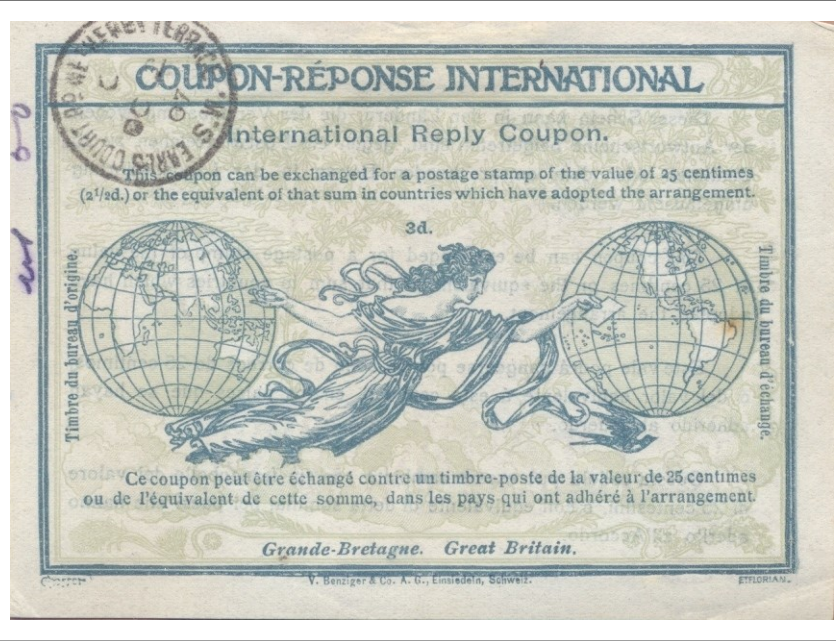 COUPON-RÉPONSE INTERNATIONAL
International Reply Coupon.
This coupon can be exchanged for a postage stamp of the value of 25 centimes
(2½d.) or the equivalent of that sum in countries which have adopted the arrangement.
3d.
Timbre du bureau d'origine.
Timbre du bureau d'échange.
Ce coupon peut être échangé contre un timbre-poste de la valeur de 25 centimes
ou de l'équivalent de cette somme, dans les pays qui ont adhéré à l'arrangement.
Grande-Bretagne. Great Britain.
V. Benziger & Co. A. G., Einsiedeln, Schweiz.
EARLS COURT RD
TERRACE
07